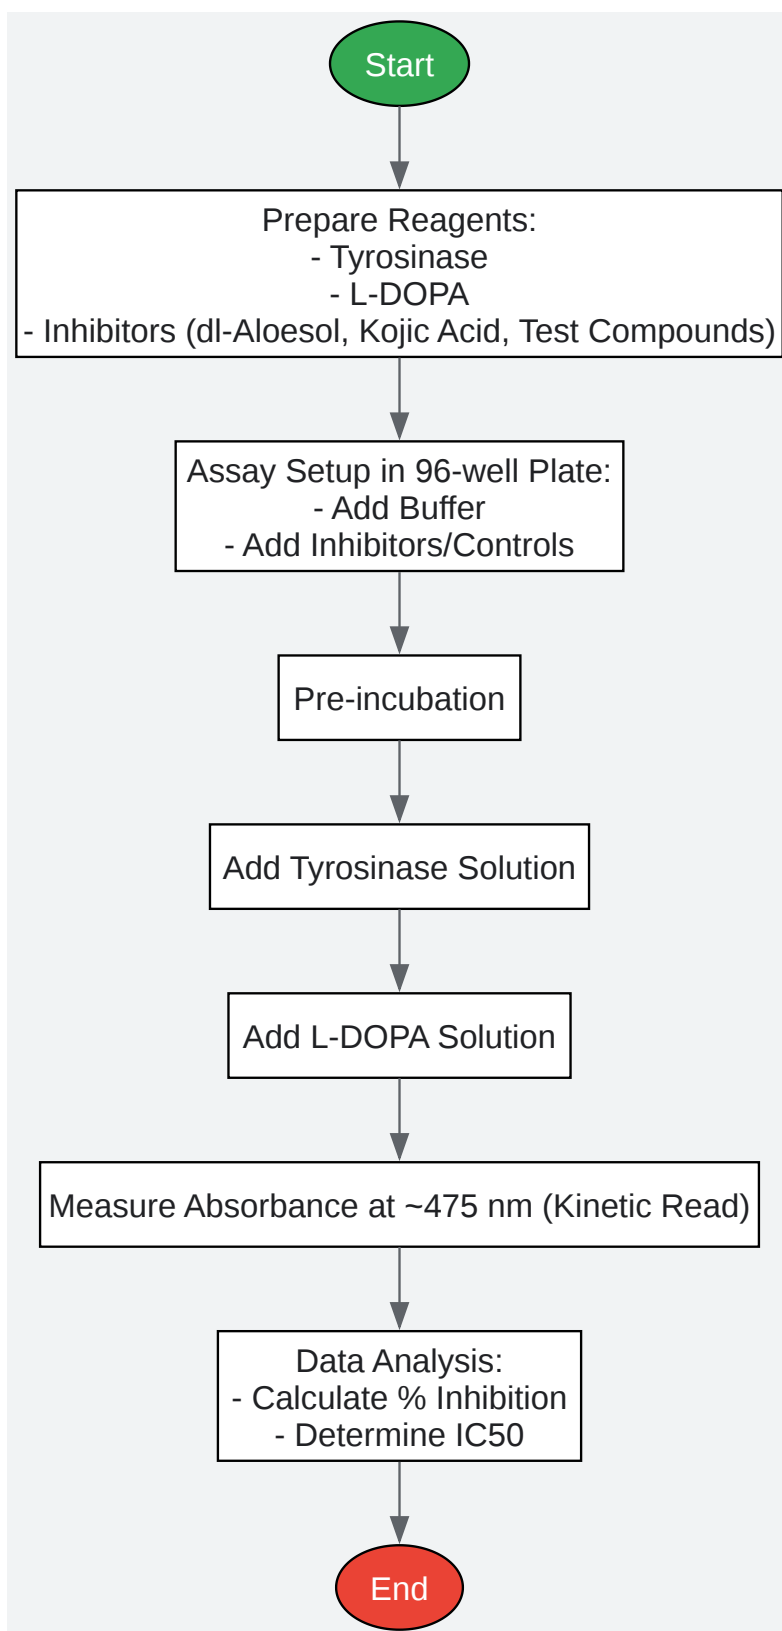 Start
Prepare Reagents:
- Tyrosinase
- L-DOPA
- Inhibitors (dl-Aloesol, Kojic Acid, Test Compounds)
Assay Setup in 96-well Plate:
- Add Buffer
- Add Inhibitors/Controls
Pre-incubation
Add Tyrosinase Solution
Add L-DOPA Solution
Measure Absorbance at ~475 nm (Kinetic Read)
Data Analysis:
- Calculate % Inhibition
- Determine IC50
End